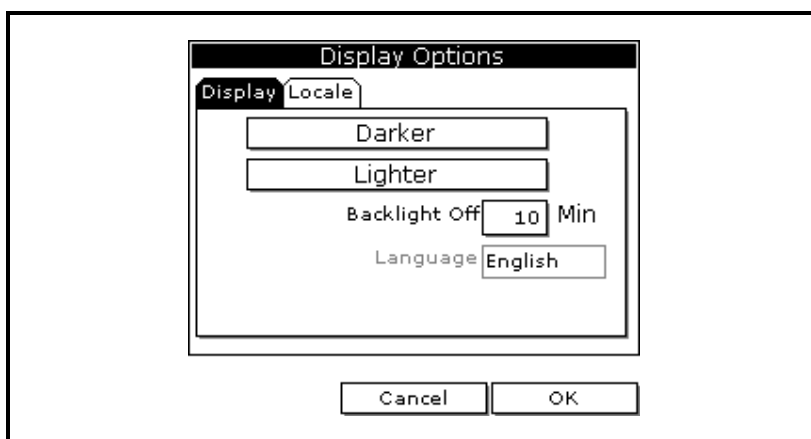 Display Options
Display Locale
Darker
Lighter
Backlight Off 10 Min
Language English
Cancel OK